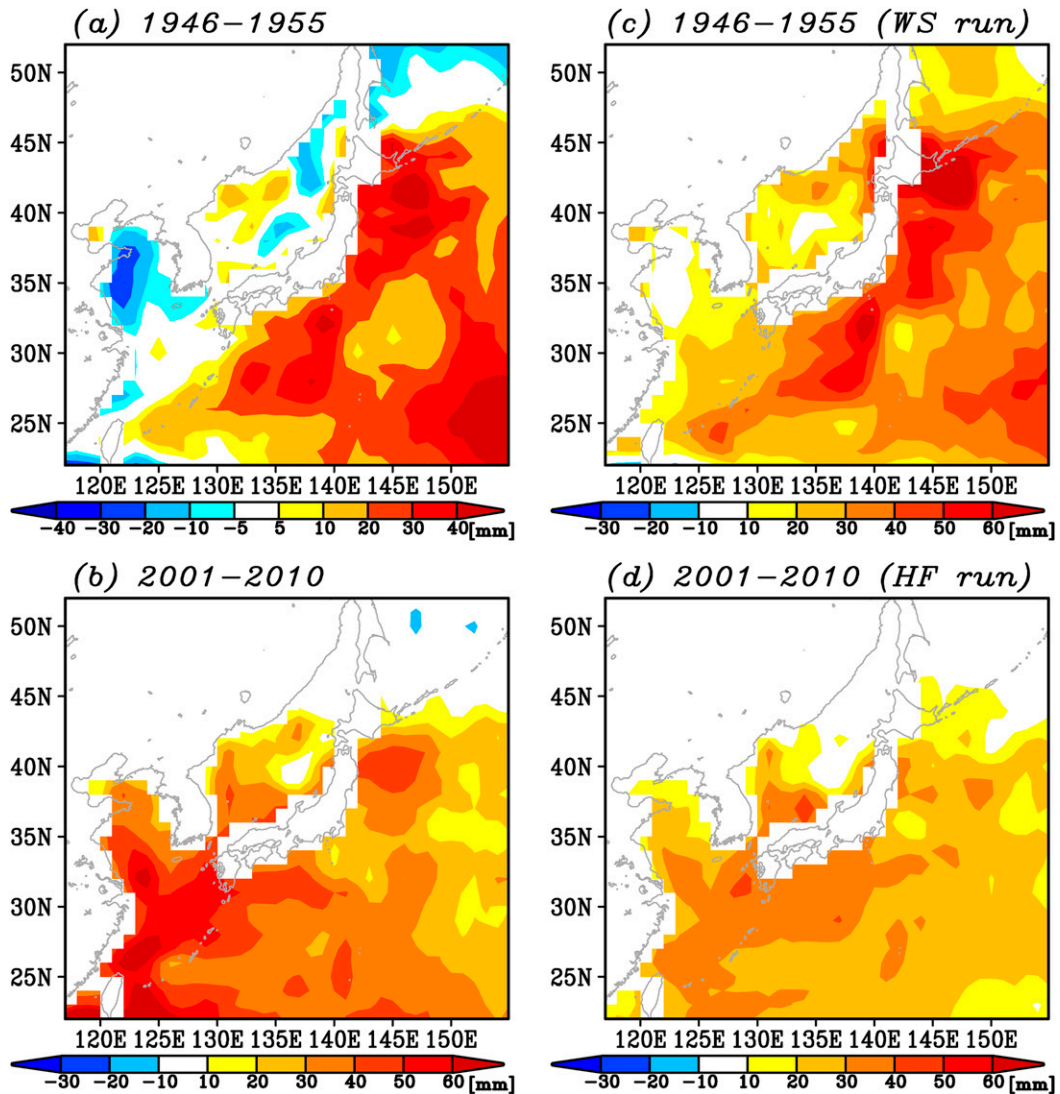 (a) 1946-1955
50N
45N
40N
35N
30N
25N
120E 125E 130E 135E 140E 145E 150E
-40 -30 -20 -10 -5 5 10 20 30 40 [mm]
(c) 1946-1955 (WS run)
50N
45N
40N
35N
30N
25N
120E 125E 130E 135E 140E 145E 150E
-30 -20 -10 10 20 30 40 50 60 [mm]
(b) 2001-2010
50N
45N
40N
35N
30N
25N
120E 125E 130E 135E 140E 145E 150E
-30 -20 -10 10 20 30 40 50 60 [mm]
(d) 2001-2010 (HF run)
50N
45N
40N
35N
30N
25N
120E 125E 130E 135E 140E 145E 150E
-30 -20 -10 10 20 30 40 50 60 [mm]